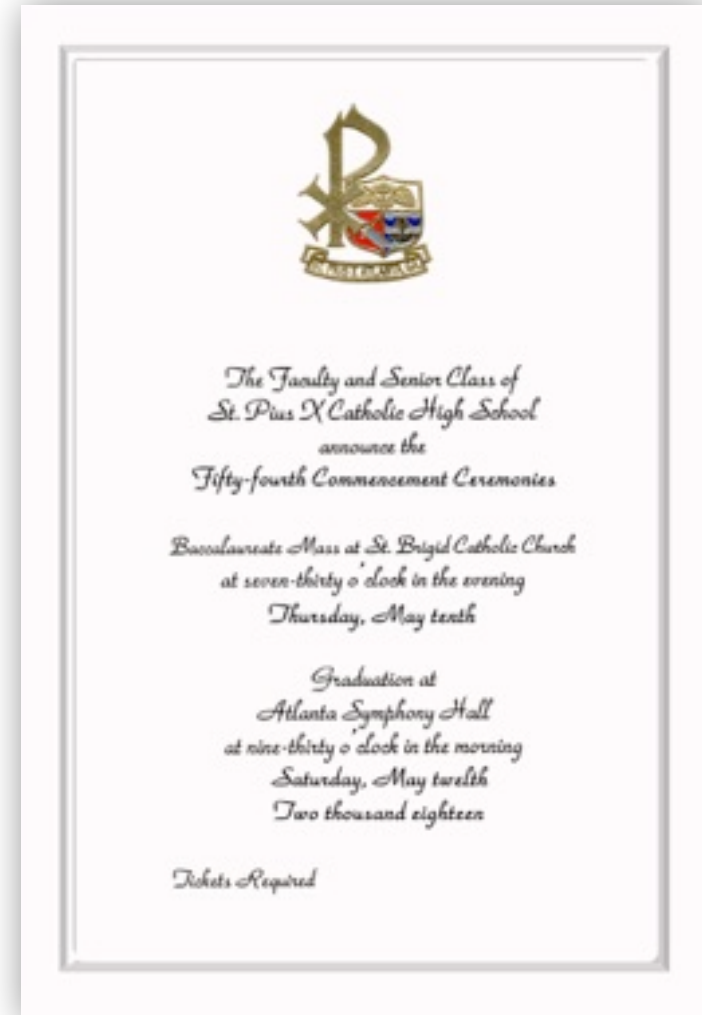 The Faculty and Senior Class of
St. Pius X Catholic High School
announce the
Fifty-fourth Commencement Ceremonies
Baccalaureate Mass at St. Brigid Catholic Church
at seven-thirty o'clock in the evening
Thursday, May tenth
Graduation at
Atlanta Symphony Hall
at nine-thirty o'clock in the morning
Saturday, May twelfth
Two thousand eighteen
Tickets Required